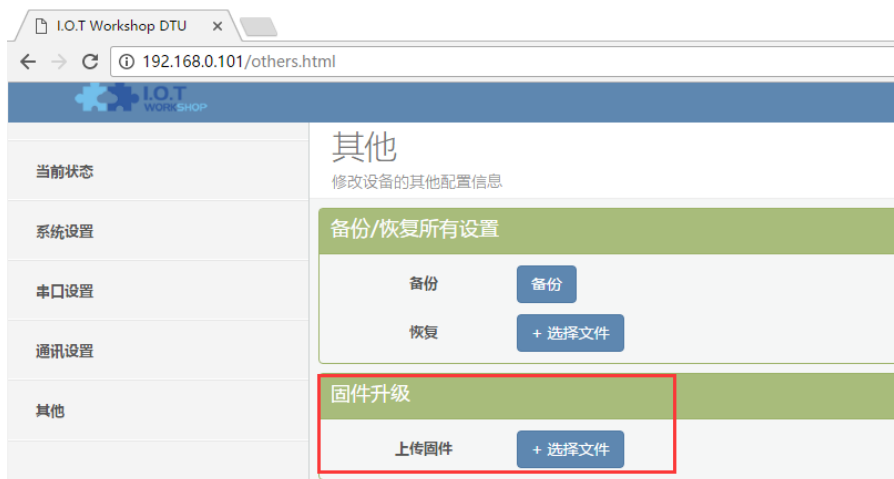 I.O.T Workshop DTU
192.168.0.101/others.html
I.O.T
WORKSHOP
当前状态
系统设置
串口设置
通讯设置
其他
其他
修改设备的其他配置信息
备份/恢复所有设置
备份 备份
恢复 + 选择文件
固件升级
上传固件 + 选择文件